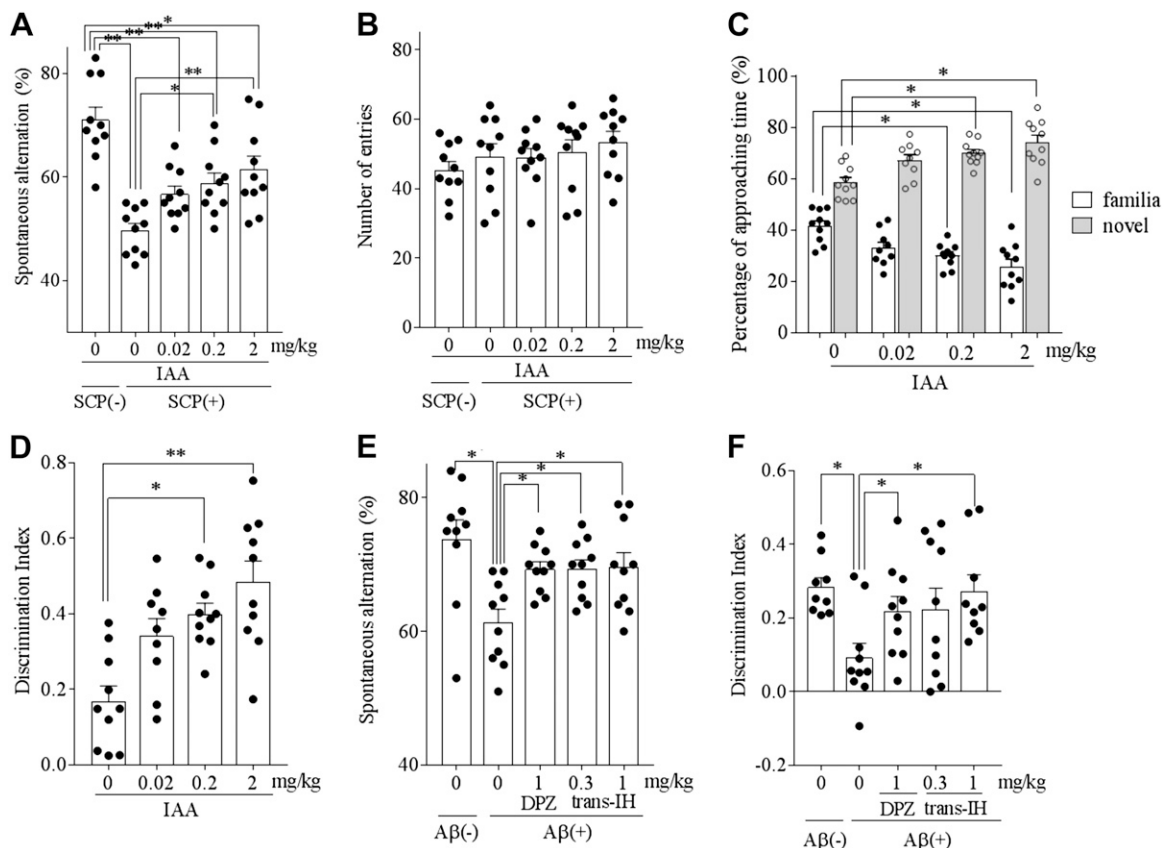 A
Spontaneous alternation (%)
80
60
40
** ** ** *
**
*
0 0 0.02 0.2 2 mg/kg
IAA
SCP(-) SCP(+)
B
Number of entries
80
60
40
20
0
0 0 0.02 0.2 2 mg/kg
IAA
SCP(-) SCP(+)
C
Percentage of approaching time (%)
100
80
60
40
20
0
*
*
*
*
0 0.02 0.2 2 mg/kg
IAA
familia
novel
D
Discrimination Index
0.8
0.6
0.4
0.2
0.0
**
*
0 0.02 0.2 2 mg/kg
IAA
E
Spontaneous alternation (%)
80
60
40
* *
*
*
0 0 1 0.3 1 mg/kg
DPZ trans-IH
Aβ(-) Aβ(+)
F
Discrimination Index
0.6
0.4
0.2
0.0
-0.2
* *
*
0 0 1 0.3 1 mg/kg
DPZ trans-IH
Aβ(-) Aβ(+)